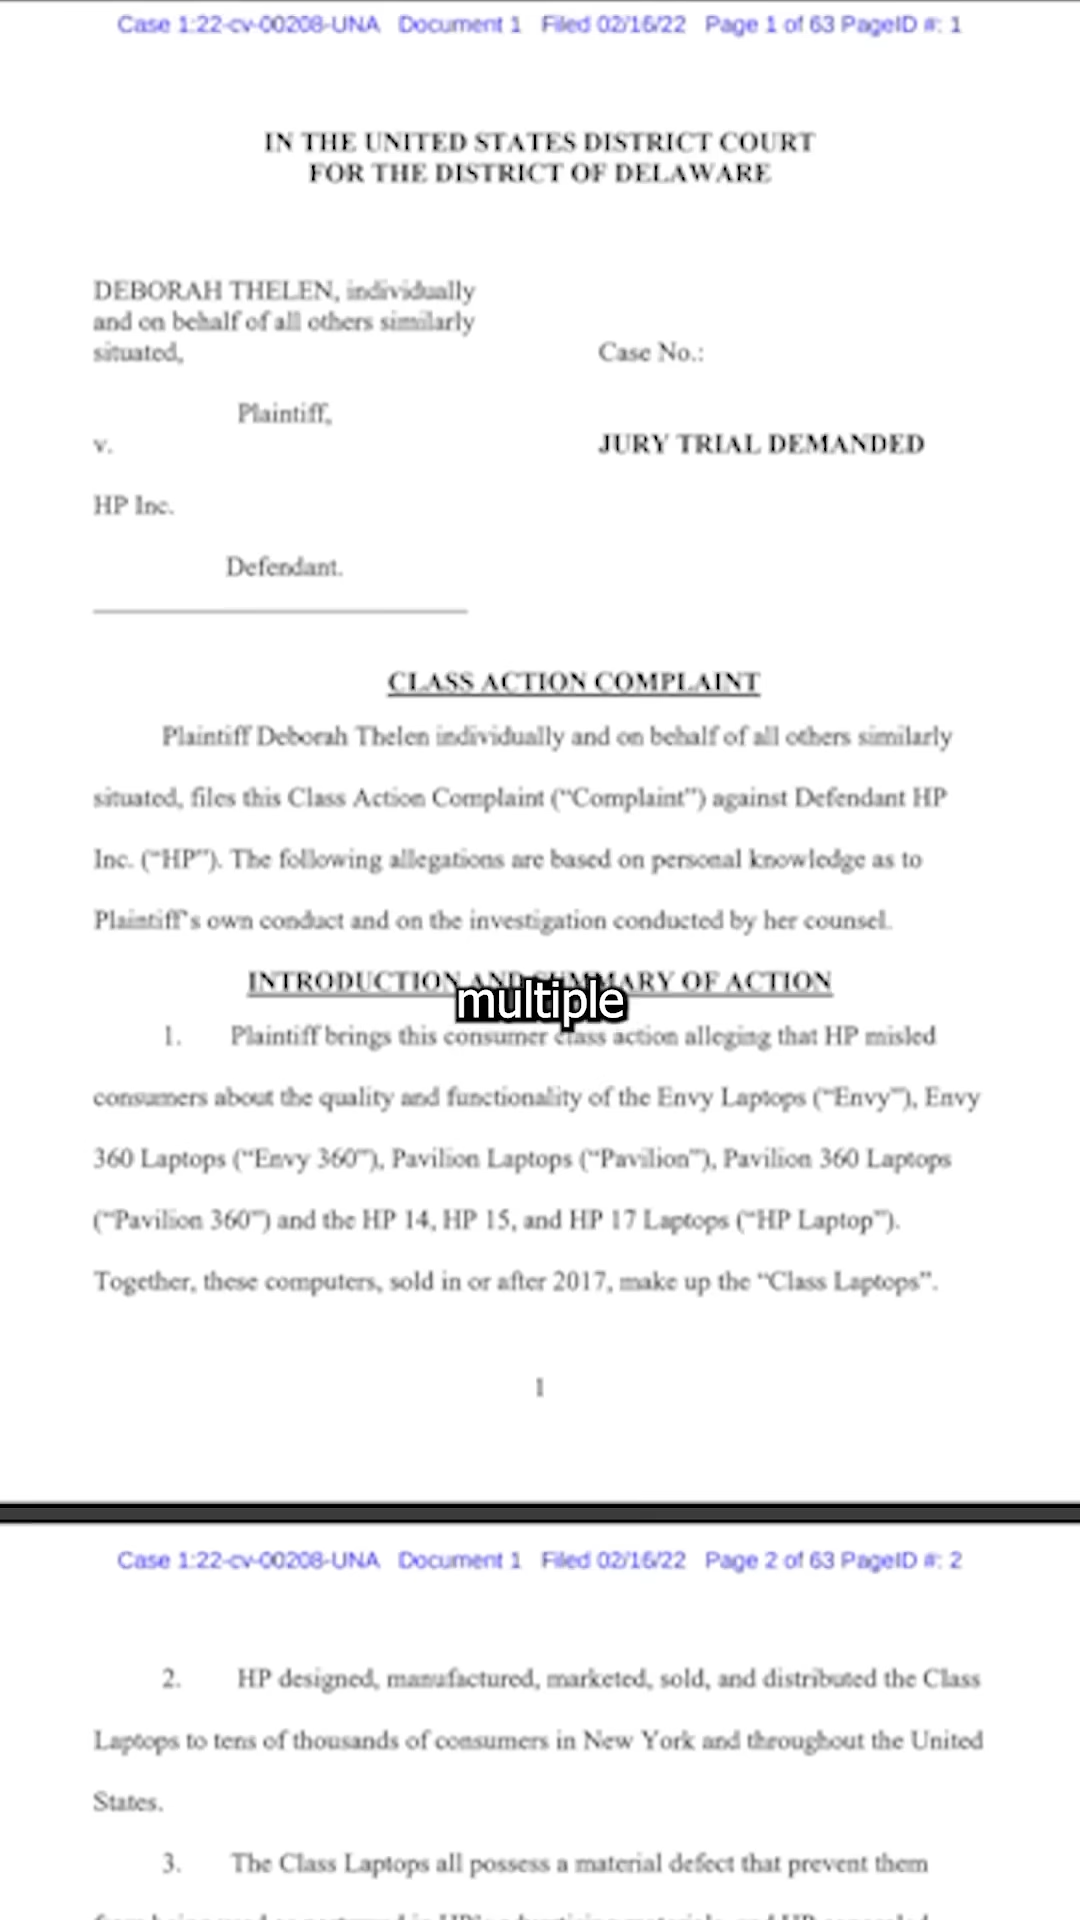 Case 1:22-cv-00208-UNA Document 1 Filed 02/16/22 Page 1 of 63 PageID #: 1
IN THE UNITED STATES DISTRICT COURT
FOR THE DISTRICT OF DELAWARE
DEBORAH THELEN, individually
and on behalf of all others similarly
situated,
Case No.:
Plaintiff,
v.
JURY TRIAL DEMANDED
HP Inc.
Defendant.
CLASS ACTION COMPLAINT
Plaintiff Deborah Thelen individually and on behalf of all others similarly
situated, files this Class Action Complaint (“Complaint”) against Defendant HP
Inc. (“HP”). The following allegations are based on personal knowledge as to
Plaintiff’s own conduct and on the investigation conducted by her counsel.
INTRODUCTION AND SUMMARY OF ACTION
multiple
1. Plaintiff brings this consumer class action alleging that HP misled
consumers about the quality and functionality of the Envy Laptops (“Envy”), Envy
360 Laptops (“Envy 360”), Pavilion Laptops (“Pavilion”), Pavilion 360 Laptops
(“Pavilion 360”) and the HP 14, HP 15, and HP 17 Laptops (“HP Laptop”).
Together, these computers, sold in or after 2017, make up the “Class Laptops”.
1
Case 1:22-cv-00208-UNA Document 1 Filed 02/16/22 Page 2 of 63 PageID #: 2
2. HP designed, manufactured, marketed, sold, and distributed the Class
Laptops to tens of thousands of consumers in New York and throughout the United
States.
3. The Class Laptops all possess a material defect that prevent them